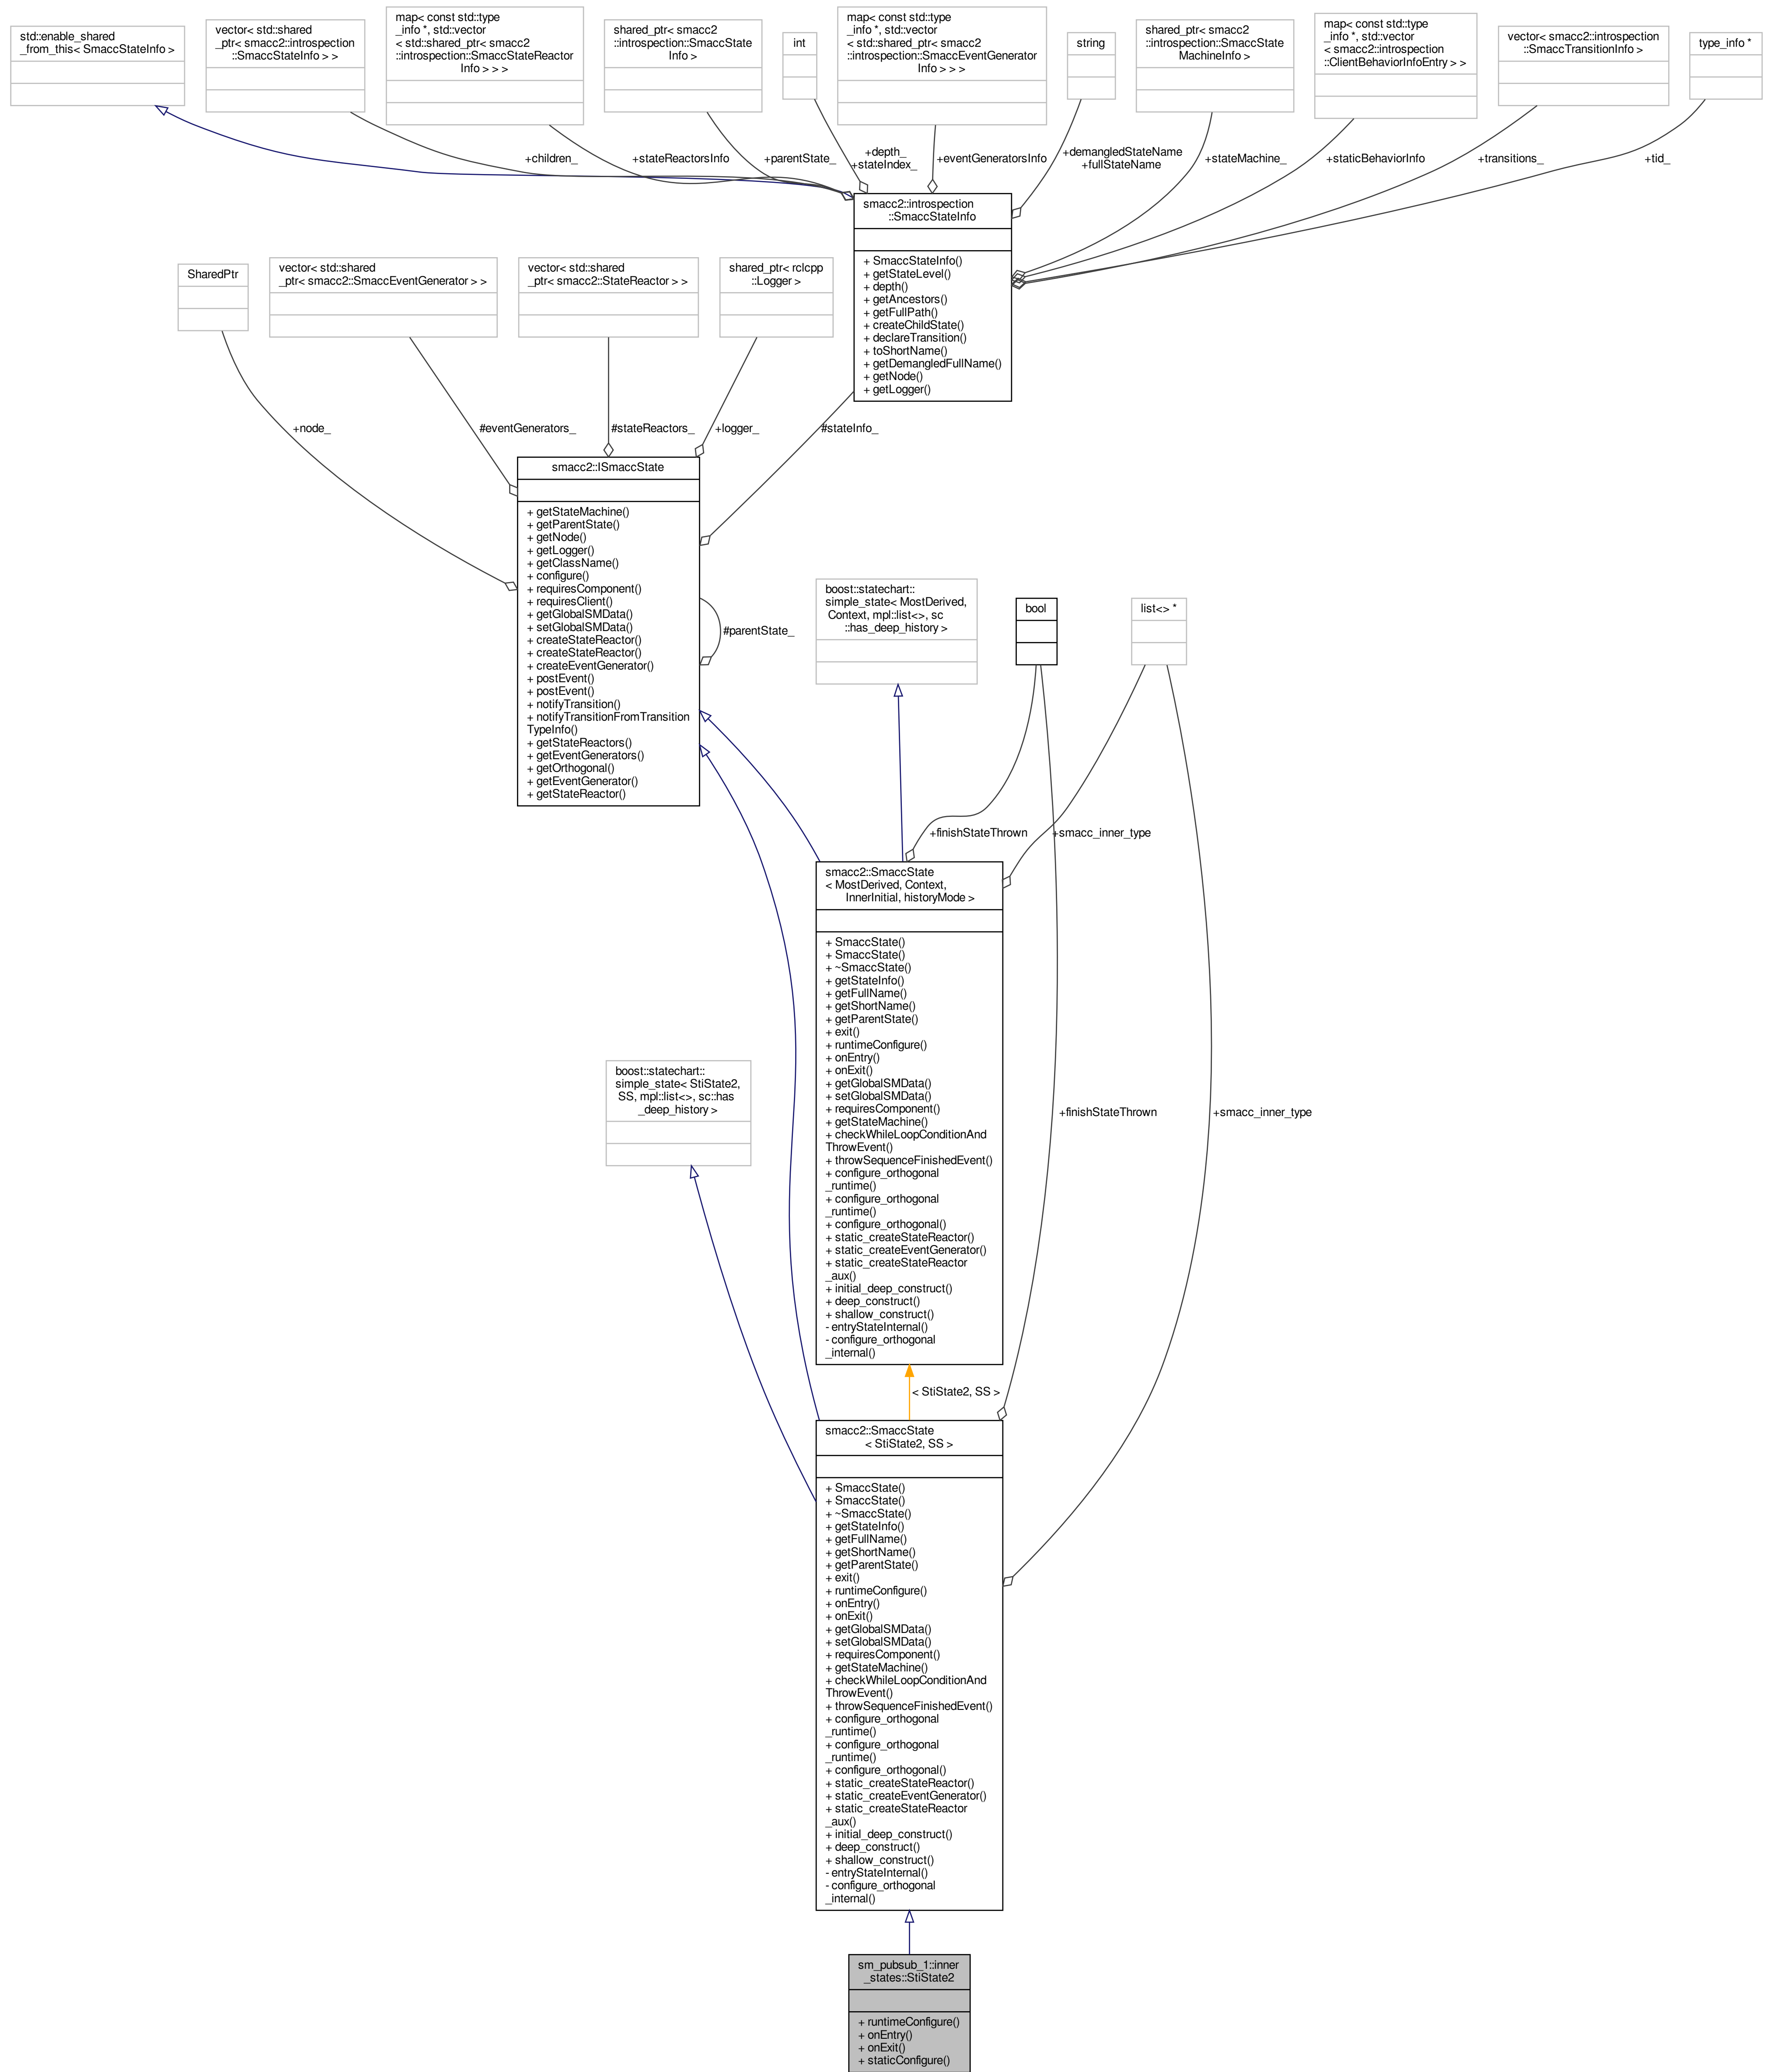 std::enable_shared
_from_this< SmaccStateInfo >
vector< std::shared
_ptr< smacc2::introspection
::SmaccStateInfo > >
map< const std::type
_info *, std::vector
< std::shared_ptr< smacc2
::introspection::SmaccStateReactor
Info > > >
shared_ptr< smacc2
::introspection::SmaccState
Info >
int
map< const std::type
_info *, std::vector
< std::shared_ptr< smacc2
::introspection::SmaccEventGenerator
Info > > >
string
shared_ptr< smacc2
::introspection::SmaccState
MachineInfo >
map< const std::type
_info *, std::vector
< smacc2::introspection
::ClientBehaviorInfoEntry > >
vector< smacc2::introspection
::SmaccTransitionInfo >
type_info *
+children_
+stateReactorsInfo
+parentState_
+depth_
+stateIndex_
+eventGeneratorsInfo
+demangledStateName
+fullStateName
+stateMachine_
+staticBehaviorInfo
+transitions_
+tid_
smacc2::introspection
::SmaccStateInfo
+ SmaccStateInfo()
+ getStateLevel()
+ depth()
+ getAncestors()
+ getFullPath()
+ createChildState()
+ declareTransition()
+ toShortName()
+ getDemangledFullName()
+ getNode()
+ getLogger()
SharedPtr
vector< std::shared
_ptr< smacc2::SmaccEventGenerator > >
vector< std::shared
_ptr< smacc2::StateReactor > >
shared_ptr< rclcpp
::Logger >
+node_
#eventGenerators_
#stateReactors_
+logger_
#stateInfo_
smacc2::ISmaccState
+ getStateMachine()
+ getParentState()
+ getNode()
+ getLogger()
+ getClassName()
+ configure()
+ requiresComponent()
+ requiresClient()
+ getGlobalSMData()
+ setGlobalSMData()
+ createStateReactor()
+ createStateReactor()
+ createEventGenerator()
+ postEvent()
+ postEvent()
+ notifyTransition()
+ notifyTransitionFromTransition
TypeInfo()
+ getStateReactors()
+ getEventGenerators()
+ getOrthogonal()
+ getEventGenerator()
+ getStateReactor()
#parentState_
boost::statechart::
simple_state< MostDerived,
Context, mpl::list<>, sc
::has_deep_history >
bool
list<> *
+finishStateThrown
+smacc_inner_type
smacc2::SmaccState
< MostDerived, Context,
InnerInitial, historyMode >
+ SmaccState()
+ SmaccState()
+ ~SmaccState()
+ getStateInfo()
+ getFullName()
+ getShortName()
+ getParentState()
+ exit()
+ runtimeConfigure()
+ onEntry()
+ onExit()
+ getGlobalSMData()
+ setGlobalSMData()
+ requiresComponent()
+ getStateMachine()
+ checkWhileLoopConditionAnd
ThrowEvent()
+ throwSequenceFinishedEvent()
+ configure_orthogonal
_runtime()
+ configure_orthogonal
_runtime()
+ configure_orthogonal()
+ static_createStateReactor()
+ static_createEventGenerator()
+ static_createStateReactor
_aux()
+ initial_deep_construct()
+ deep_construct()
+ shallow_construct()
- entryStateInternal()
- configure_orthogonal
_internal()
boost::statechart::
simple_state< StiState2,
SS, mpl::list<>, sc::has
_deep_history >
+finishStateThrown
+smacc_inner_type
< StiState2, SS >
smacc2::SmaccState
< StiState2, SS >
+ SmaccState()
+ SmaccState()
+ ~SmaccState()
+ getStateInfo()
+ getFullName()
+ getShortName()
+ getParentState()
+ exit()
+ runtimeConfigure()
+ onEntry()
+ onExit()
+ getGlobalSMData()
+ setGlobalSMData()
+ requiresComponent()
+ getStateMachine()
+ checkWhileLoopConditionAnd
ThrowEvent()
+ throwSequenceFinishedEvent()
+ configure_orthogonal
_runtime()
+ configure_orthogonal
_runtime()
+ configure_orthogonal()
+ static_createStateReactor()
+ static_createEventGenerator()
+ static_createStateReactor
_aux()
+ initial_deep_construct()
+ deep_construct()
+ shallow_construct()
- entryStateInternal()
- configure_orthogonal
_internal()
sm_pubsub_1::inner
_states::StiState2
+ runtimeConfigure()
+ onEntry()
+ onExit()
+ staticConfigure()